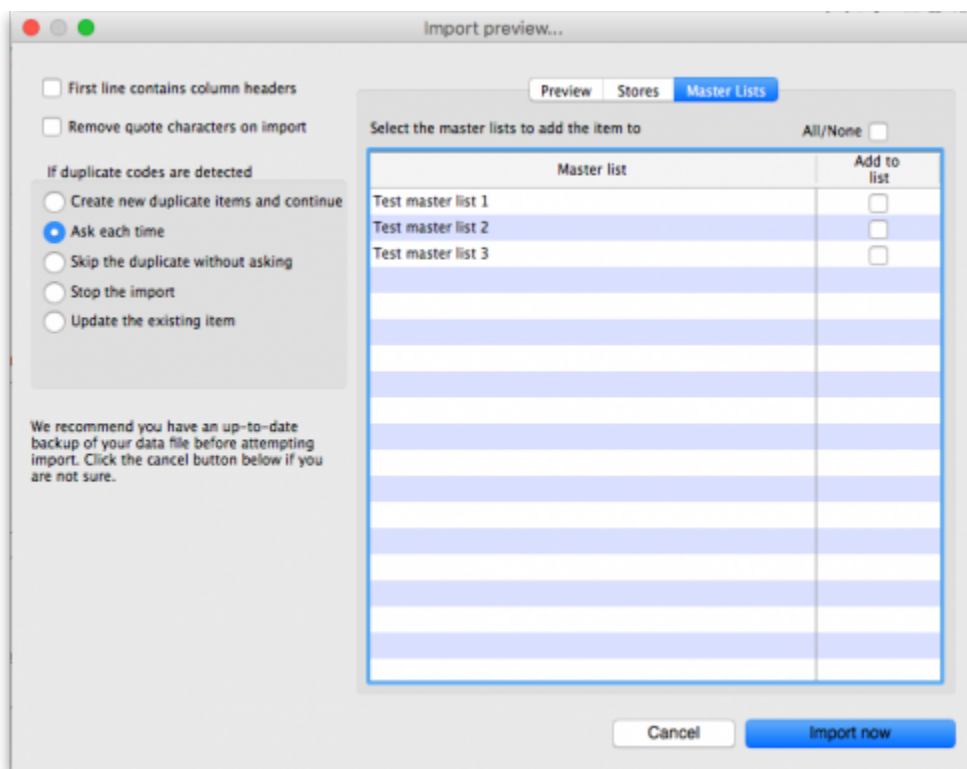 Import preview...
First line contains column headers
Remove quote characters on import
If duplicate codes are detected
Create new duplicate items and continue
Ask each time
Skip the duplicate without asking
Stop the import
Update the existing item
We recommend you have an up-to-date
backup of your data file before attempting
import. Click the cancel button below if you
are not sure.
Preview Stores Master Lists
Select the master lists to add the item to All/None
Master list Add to
list
Test master list 1
Test master list 2
Test master list 3
Cancel Import now